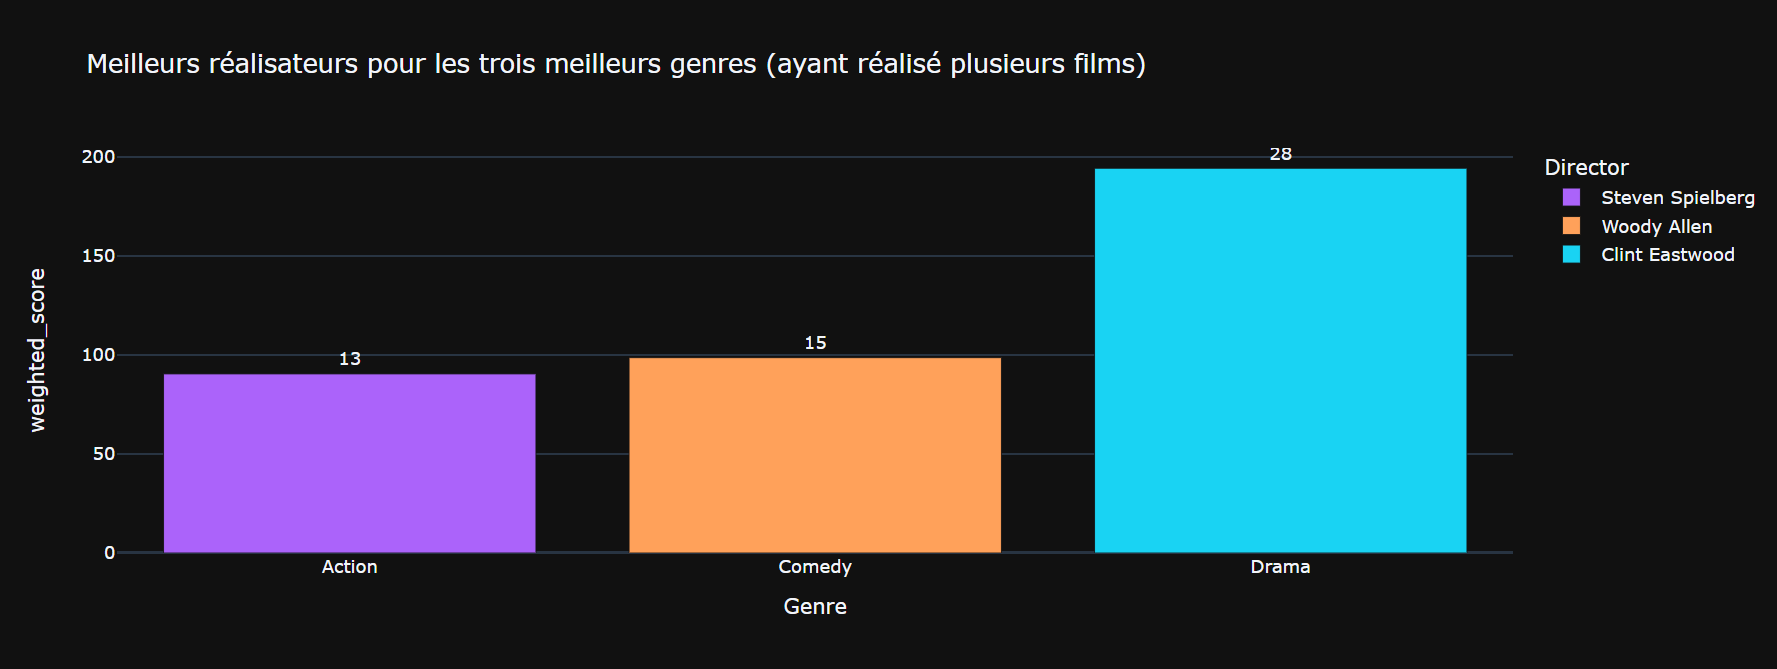 Meilleurs réalisateurs pour les trois meilleurs genres (ayant réalisé plusieurs films)
weighted_score
200
150
100
50
0
13
15
28
Action
Comedy
Drama
Genre
Director
Steven Spielberg
Woody Allen
Clint Eastwood